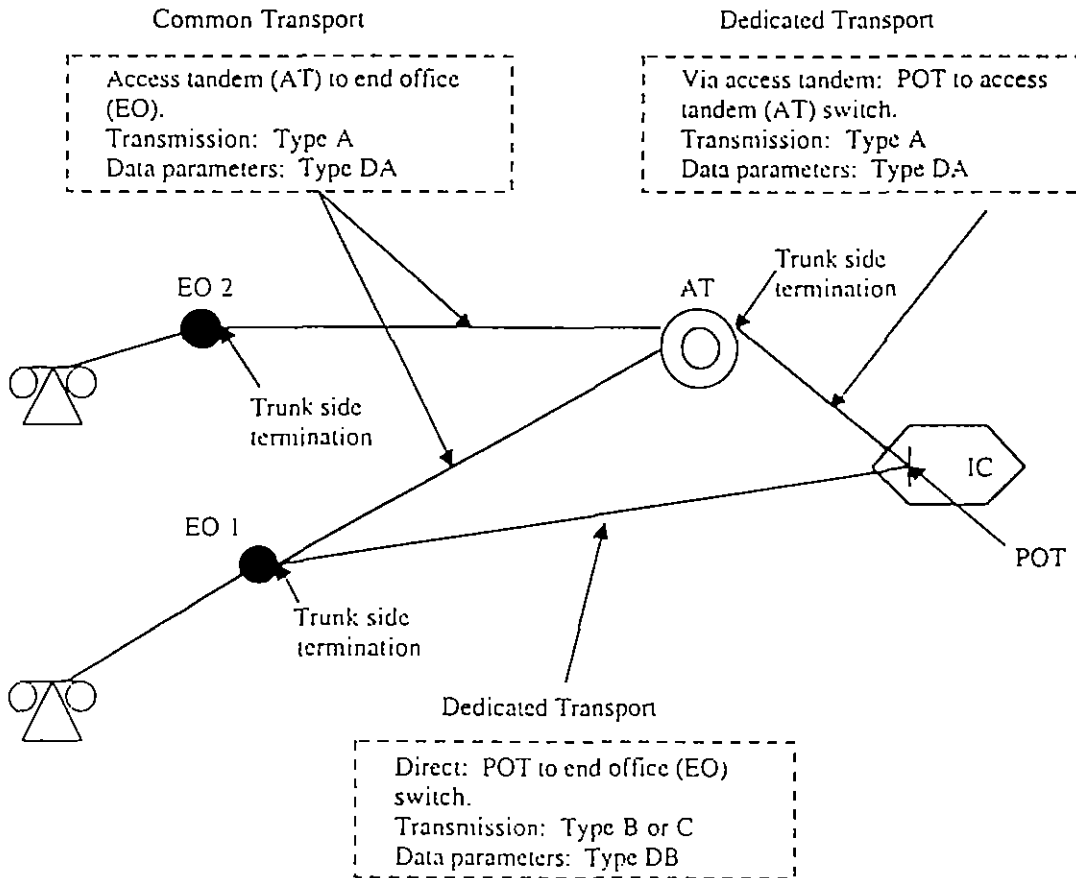 Common Transport
Dedicated Transport
Access tandem (AT) to end office
(EO).
Transmission: Type A
Data parameters: Type DA
Via access tandem: POT to access
tandem (AT) switch.
Transmission: Type A
Data parameters: Type DA
EO 2
AT
Trunk side
termination
Trunk side
termination
IC
EO 1
POT
Trunk side
termination
Dedicated Transport
Direct: POT to end office (EO)
switch.
Transmission: Type B or C
Data parameters: Type DB